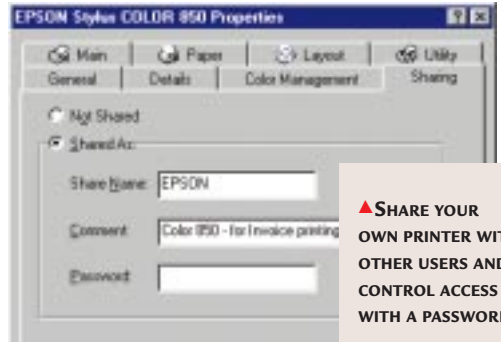 EPSON Stylus COLOR 850 Properties
Main Paper Layout Utility
General Details Color Management Sharing
Not Shared
Shared As:
Share Name: EPSON
Comment: Color 850 - for Invoice printing
Password:
▲SHARE YOUR
OWN PRINTER WIT
OTHER USERS AND
CONTROL ACCESS
WITH A PASSWOR